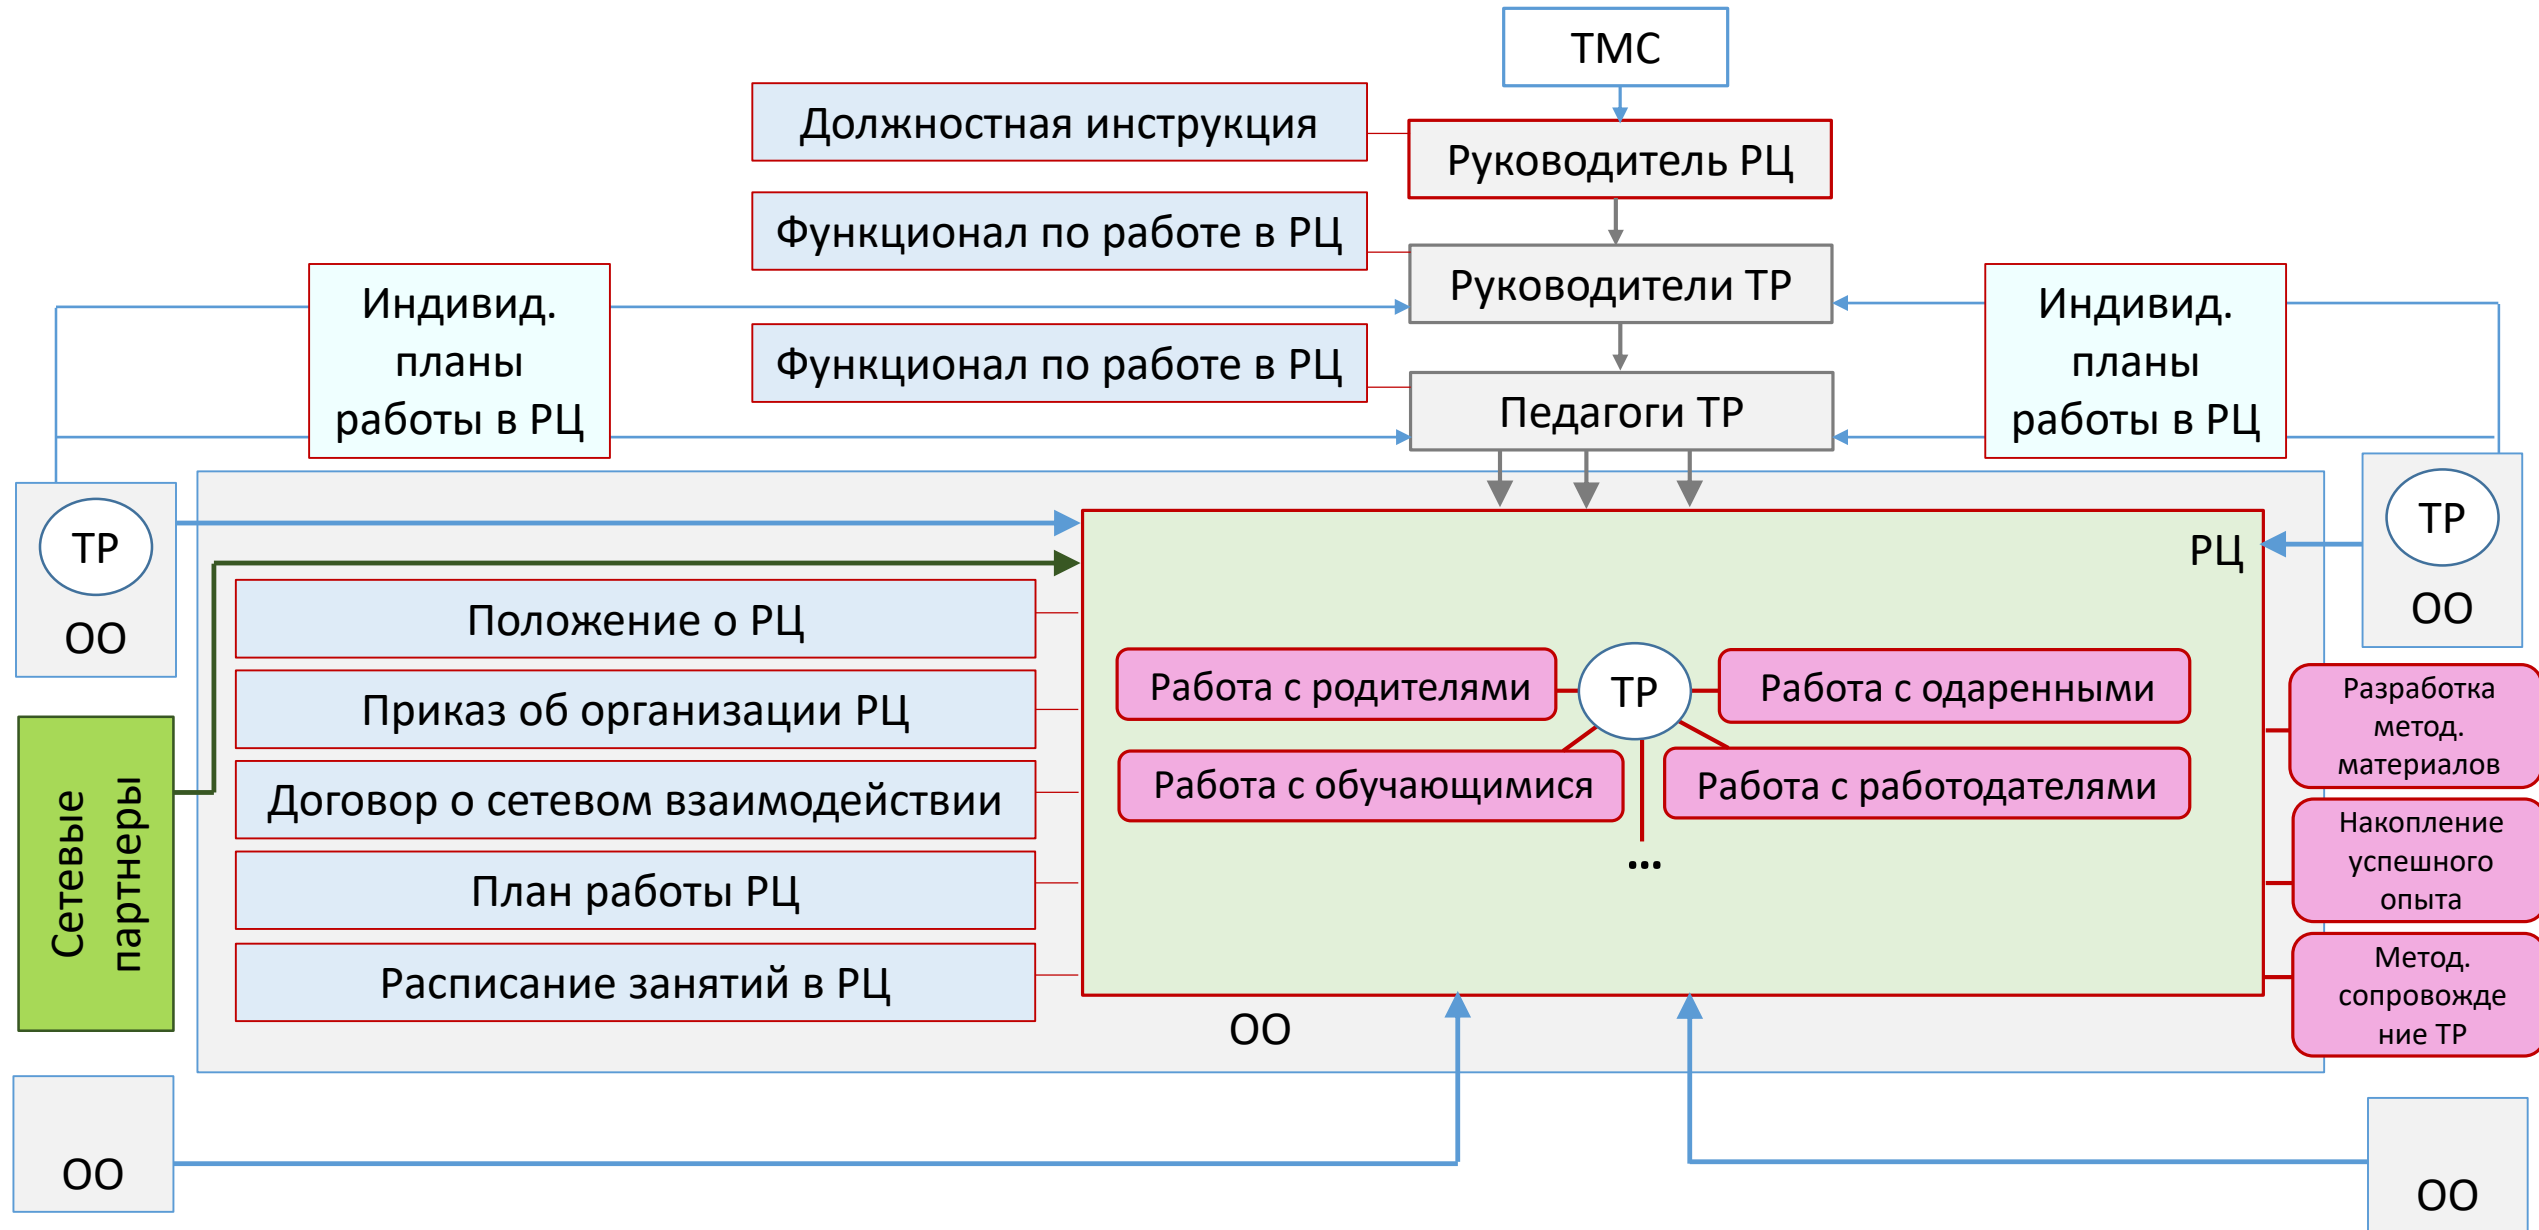 ТМС
Должностная инструкция
Руководитель РЦ
Функционал по работе в РЦ
Руководители ТР
Индивид.
планы
работы в РЦ
Индивид.
планы
работы в РЦ
Функционал по работе в РЦ
Педагоги ТР
ТР
ОО
ТР
ОО
РЦ
Положение о РЦ
Приказ об организации РЦ
Договор о сетевом взаимодействии
План работы РЦ
Расписание занятий в РЦ
Работа с родителями
ТР
Работа с одаренными
Работа с обучающимися
Работа с работодателями
...
Разработка
метод.
материалов
Накопление
успешного
опыта
Метод.
сопровожде
ние ТР
Сетевые
партнеры
ОО
ОО
ОО